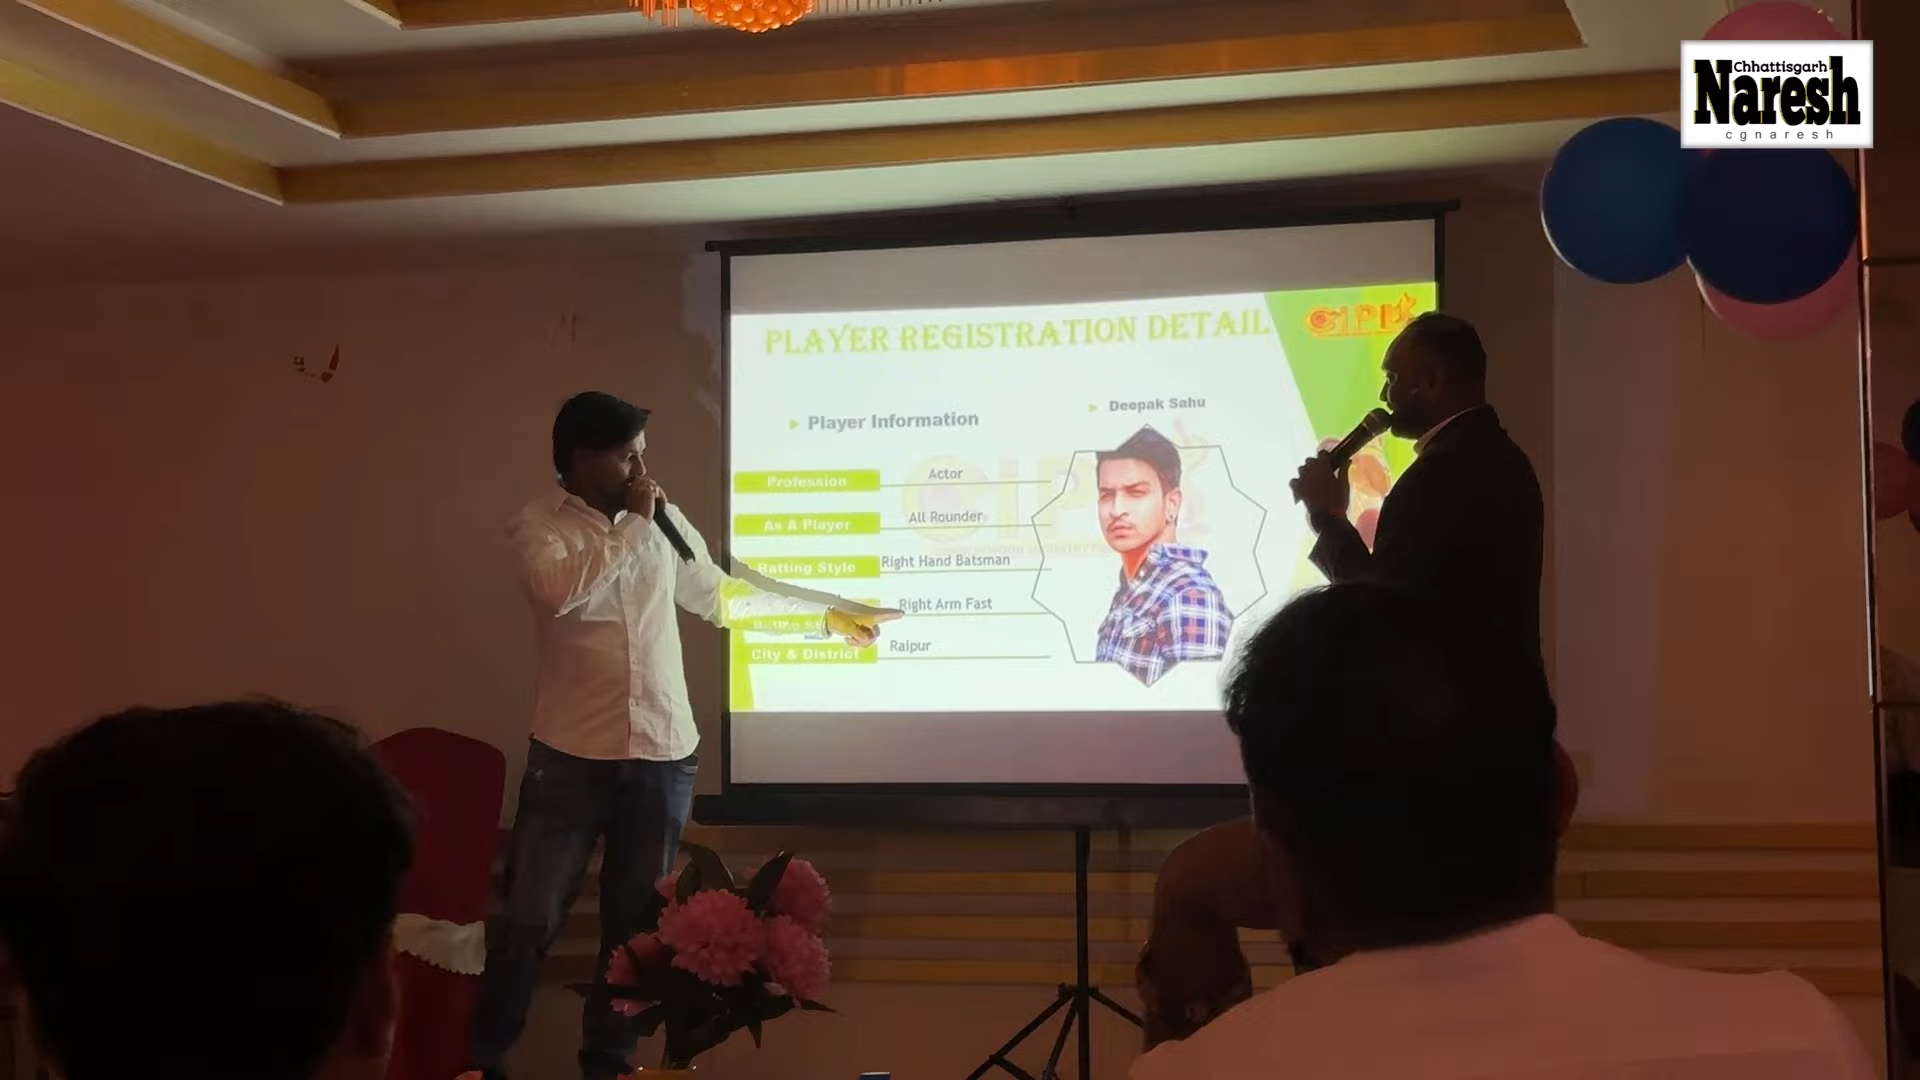 Chhattisgarh
Naresh
cgnaresh
PLAYER REGISTRATION DETAIL
Player Information
Deepak Sahu
Profession Actor
As A Player All Rounder
Batting Style Right Hand Batsman
Right Arm Fast
City & District Raipur